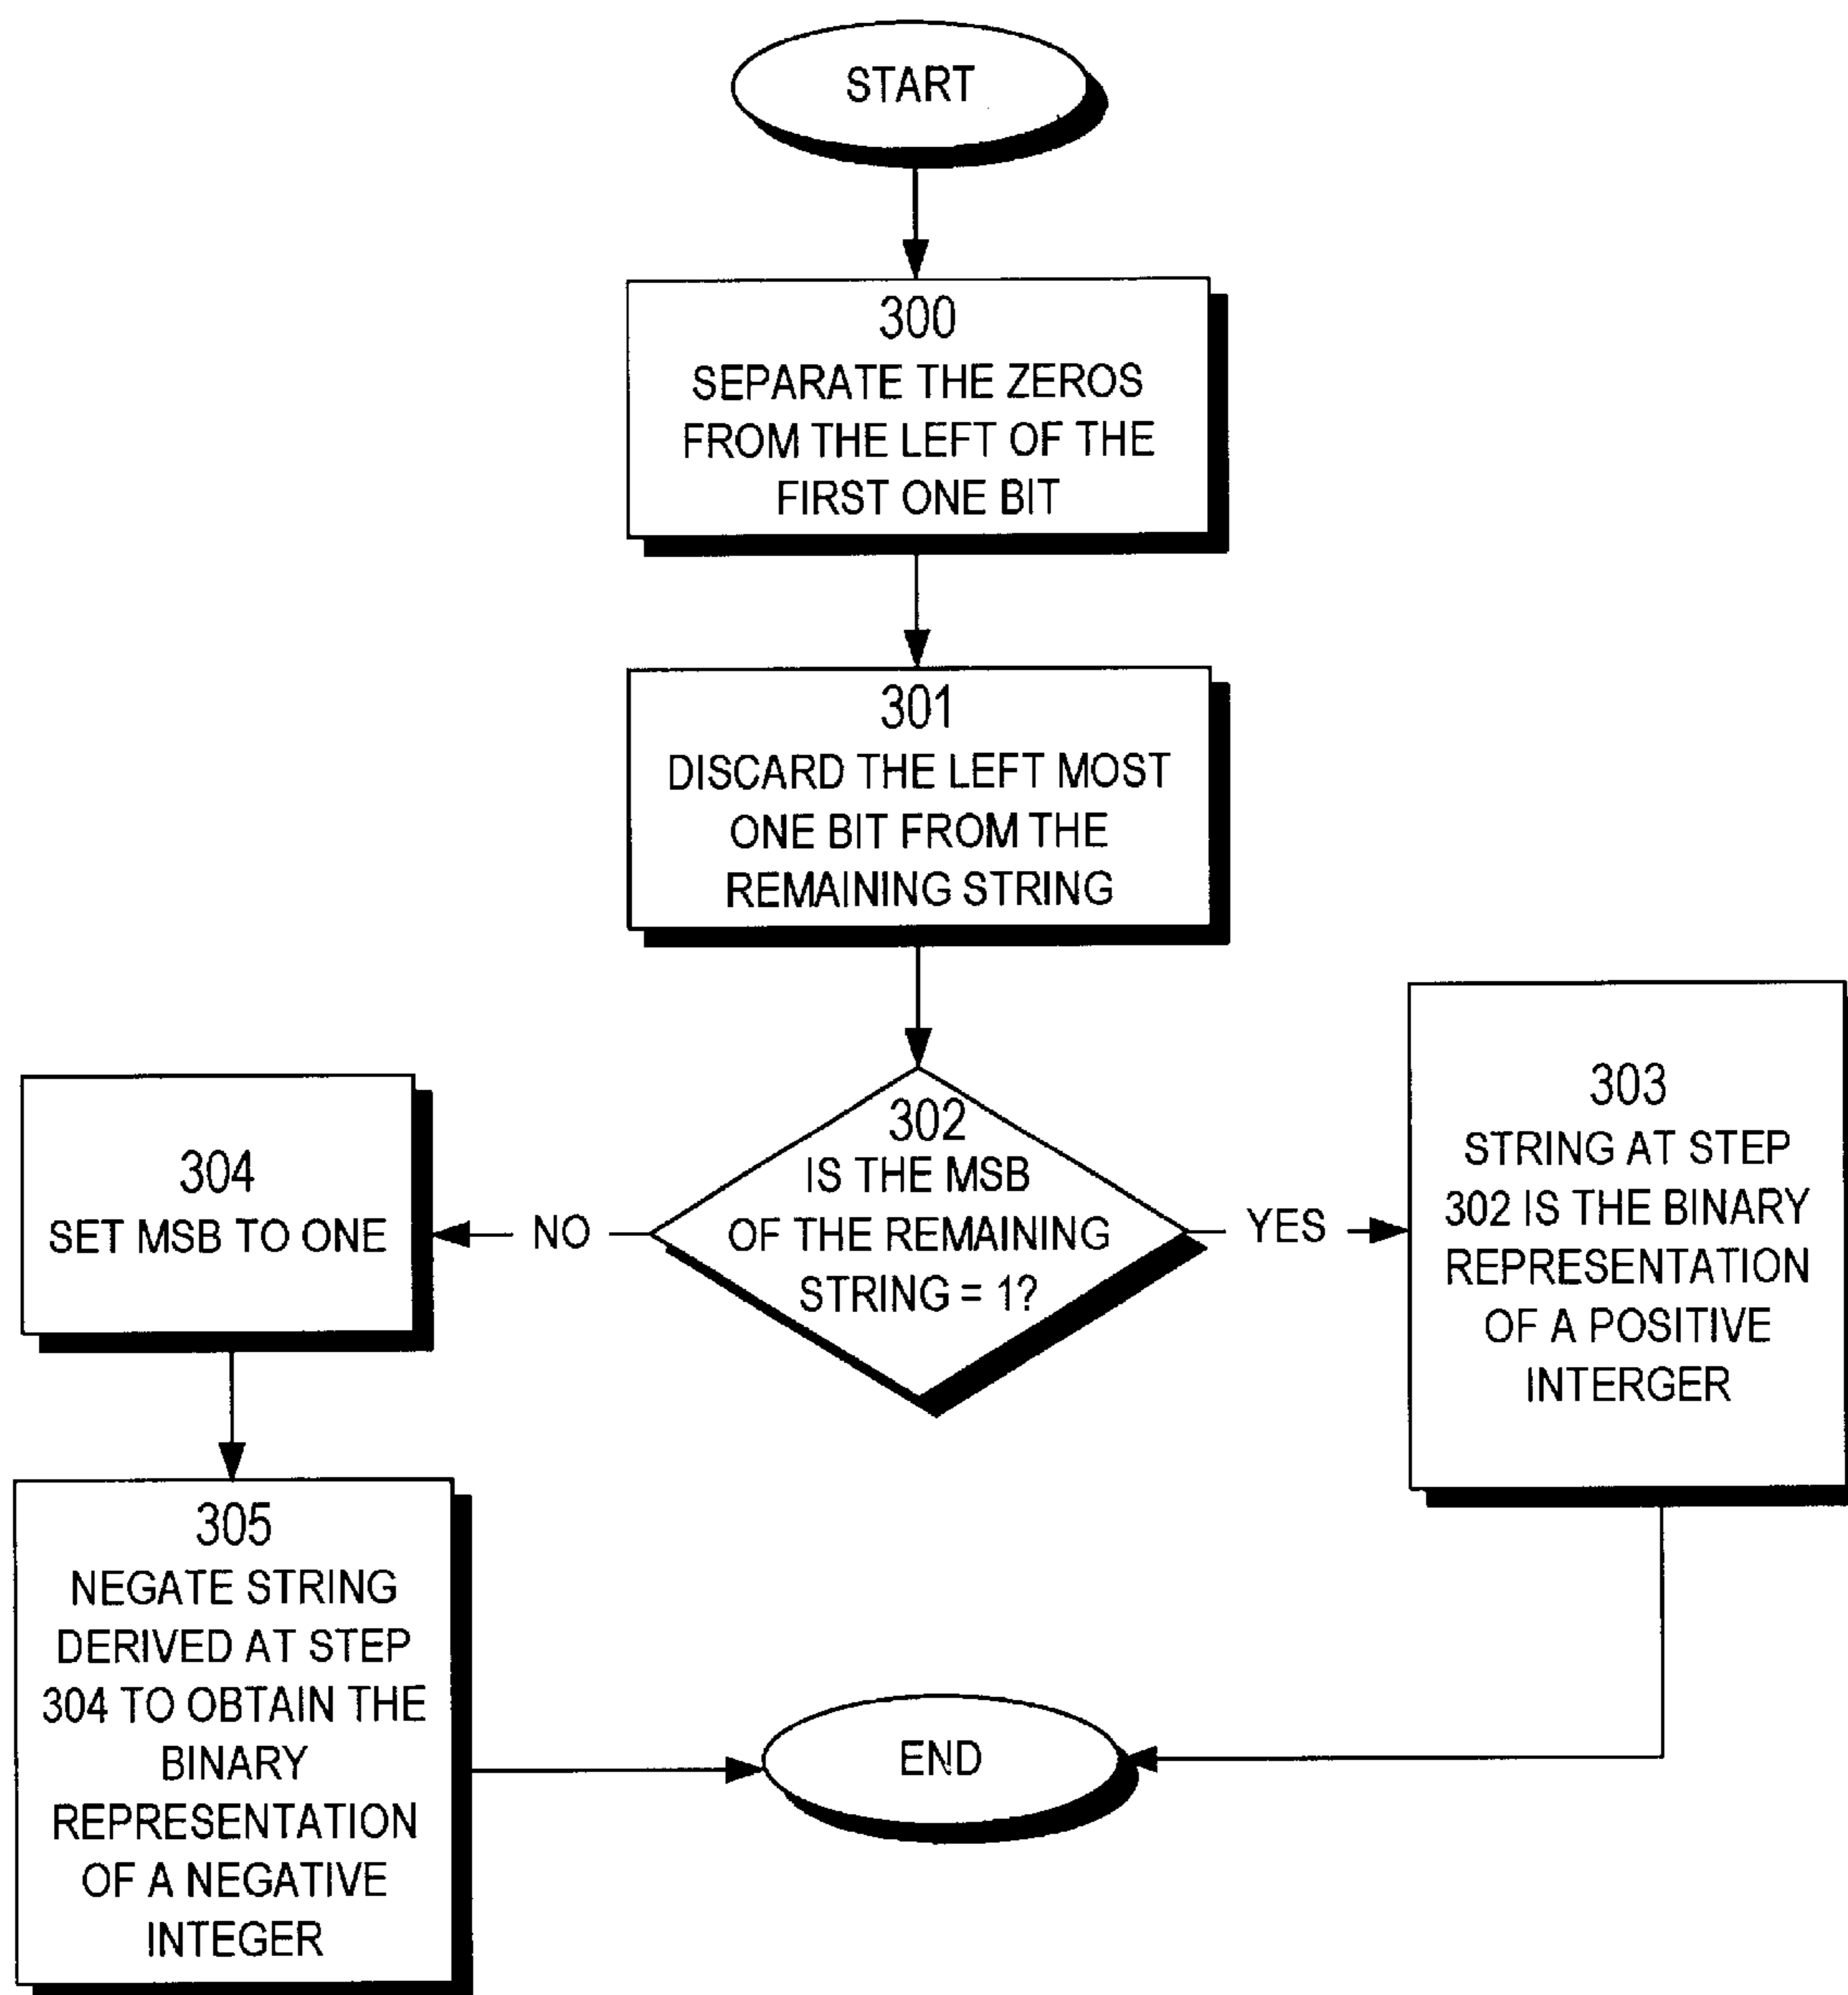 START
300
SEPARATE THE ZEROS
FROM THE LEFT OF THE
FIRST ONE BIT
301
DISCARD THE LEFT MOST
ONE BIT FROM THE
REMAINING STRING
302
IS THE MSB
OF THE REMAINING
STRING = 1?
NO
YES
304
SET MSB TO ONE
303
STRING AT STEP
302 IS THE BINARY
REPRESENTATION
OF A POSITIVE
INTERGER
305
NEGATE STRING
DERIVED AT STEP
304 TO OBTAIN THE
BINARY
REPRESENTATION
OF A NEGATIVE
INTEGER
END